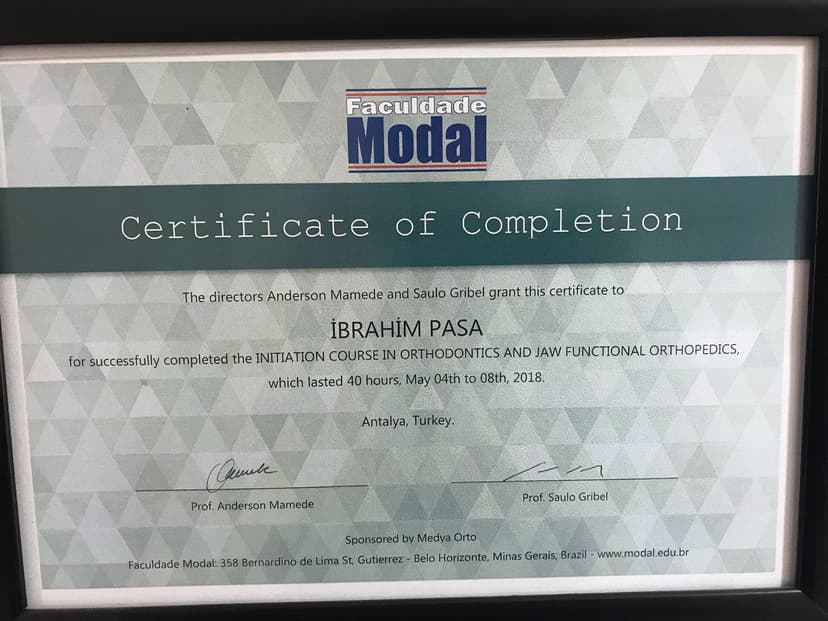 Faculdade
Modal
Certificate of Completion
The directors Anderson Mamede and Saulo Gribel grant this certificate to
İBRAHİM PASA
for successfully completed the INITIATION COURSE IN ORTHODONTICS AND JAW FUNCTIONAL ORTHOPEDICS,
which lasted 40 hours, May 04th to 08th, 2018.
Antalya, Turkey.
Prof. Anderson Mamede
Prof. Saulo Gribel
Sponsored by Medya Orto
Faculdade Modal: 358 Bernardino de Lima St, Gutierrez - Belo Horizonte, Minas Gerais, Brazil - www.modal.edu.br